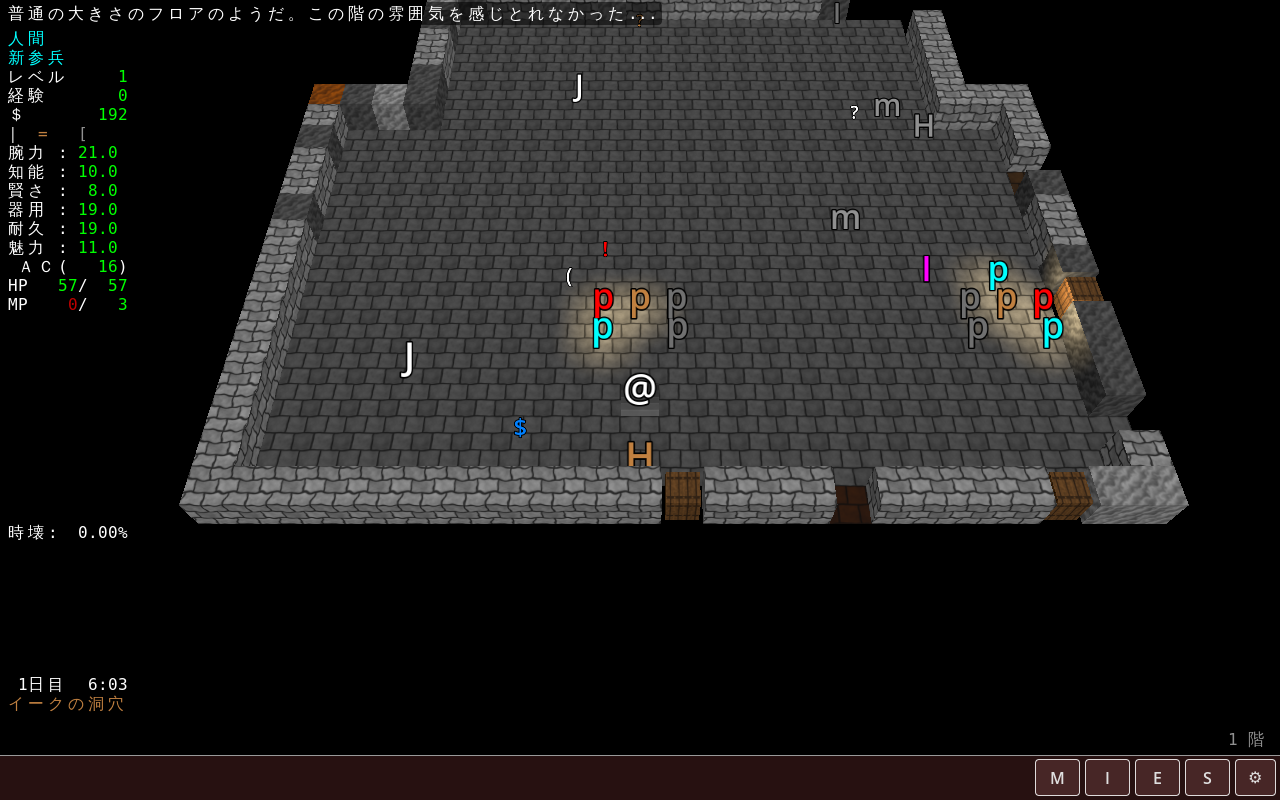 普通の大きさのフロアのようだ。この階の雰囲気を感じとれなかった...
人間
新参兵
レベル 1
経験 0
$ 192
| = [
腕力 : 21.0
知能 : 10.0
賢さ : 8.0
器用 : 19.0
耐久 : 19.0
魅力 : 11.0
ＡＣ( 16)
HP 57/ 57
MP 0/ 3
J
? m
H
m
!
( | p
p p p p p p
p p p p
J
@
$
H
時壊: 0.00%
1日目 6:03
イークの洞穴
1 階
M I E S ⚙